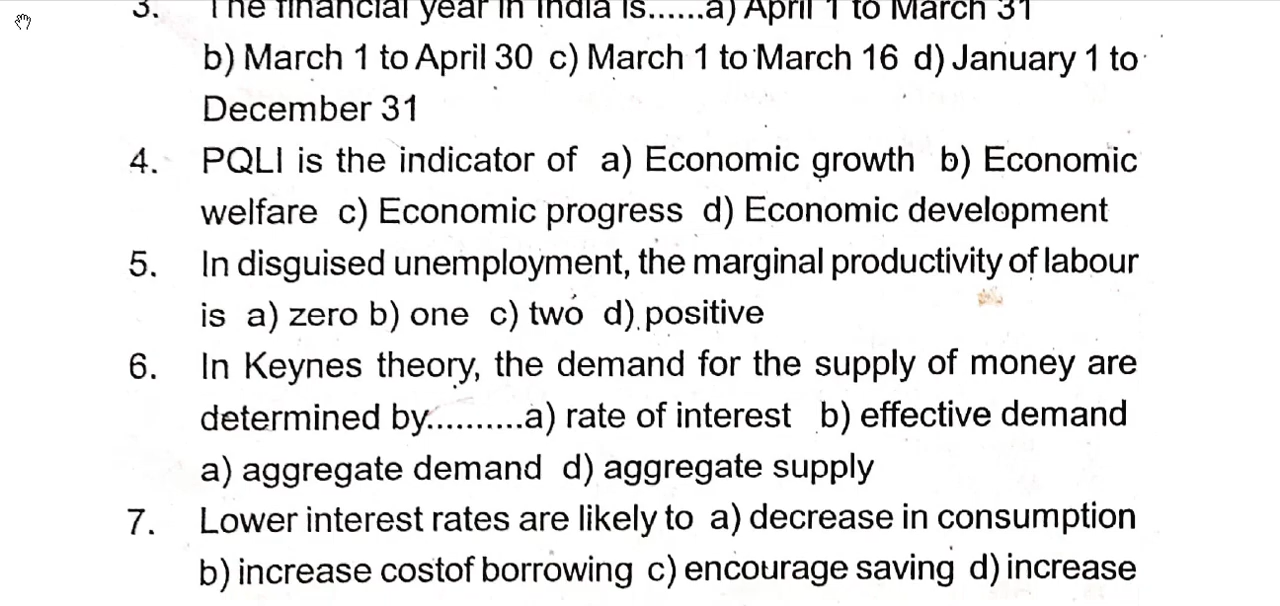 3. The financial year in India is......a) April 1 to March 31
b) March 1 to April 30 c) March 1 to March 16 d) January 1 to
December 31
4. PQLI is the indicator of a) Economic growth b) Economic
welfare c) Economic progress d) Economic development
5. In disguised unemployment, the marginal productivity of labour
is a) zero b) one c) two d) positive
6. In Keynes theory, the demand for the supply of money are
determined by..........a) rate of interest b) effective demand
a) aggregate demand d) aggregate supply
7. Lower interest rates are likely to a) decrease in consumption
b) increase costof borrowing c) encourage saving d) increase